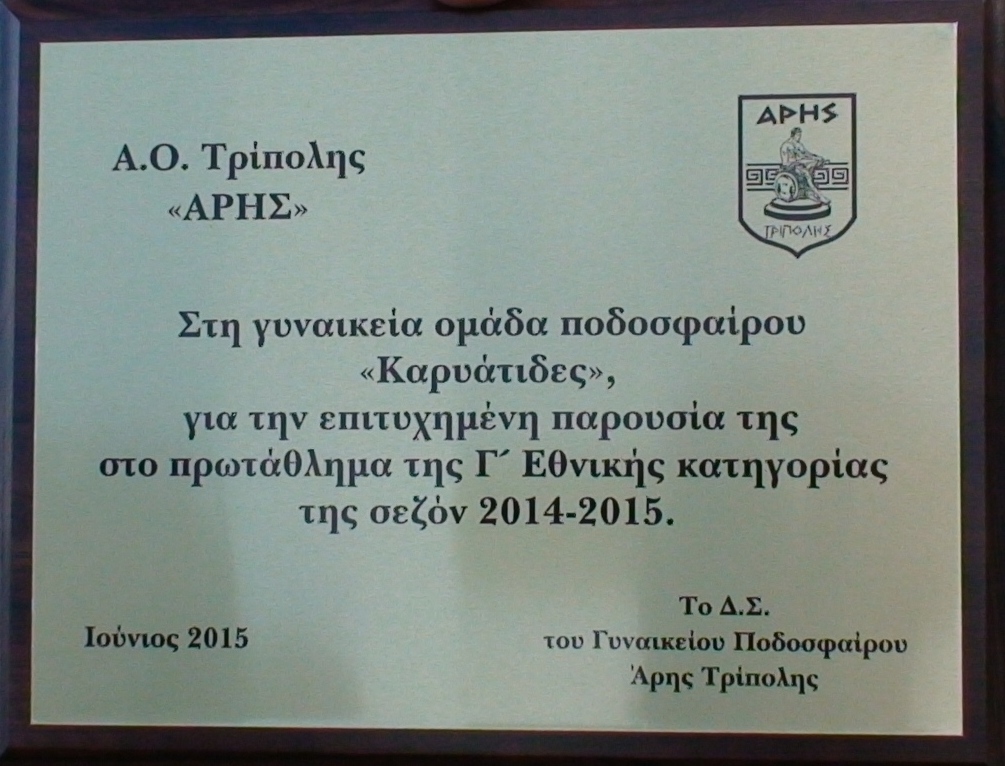 Α.Ο. Τρίπολης
«ΑΡΗΣ»
ΑΡΗΣ
ΤΡΙΠΟΛΗΣ
Στη γυναικεία ομάδα ποδοσφαίρου
«Καρυάτιδες»,
για την επιτυχημένη παρουσία της
στο πρωτάθλημα της Γ΄ Εθνικής κατηγορίας
της σεζόν 2014-2015.
Ιούνιος 2015
Το Δ.Σ.
του Γυναικείου Ποδοσφαίρου
Άρης Τρίπολης